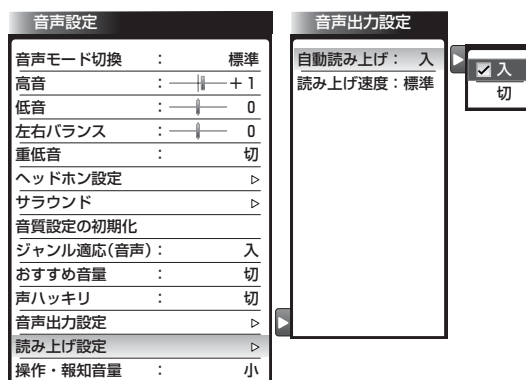 音声設定
音声モード切換 : 標準
高音 : +1
低音 : 0
左右バランス : 0
重低音 : 切
ヘッドホン設定
サラウンド
音質設定の初期化
ジャンル適応(音声) : 入
おすすめ音量 : 切
声ハッキリ : 切
音声出力設定
読み上げ設定
操作・報知音量 : 小
音声出力設定
自動読み上げ : 入
読み上げ速度 : 標準
入
切